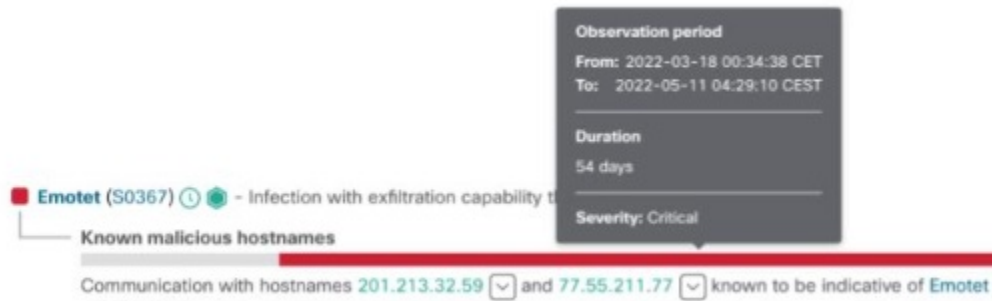 Observation period
From: 2022-03-18 00:34:38 CET
To: 2022-05-11 04:29:10 CEST
Duration
54 days
Severity: Critical
Emotet (S0367) - Infection with exfiltration capability
Known malicious hostnames
Communication with hostnames 201.213.32.59 and 77.55.211.77 known to be indicative of Emotet